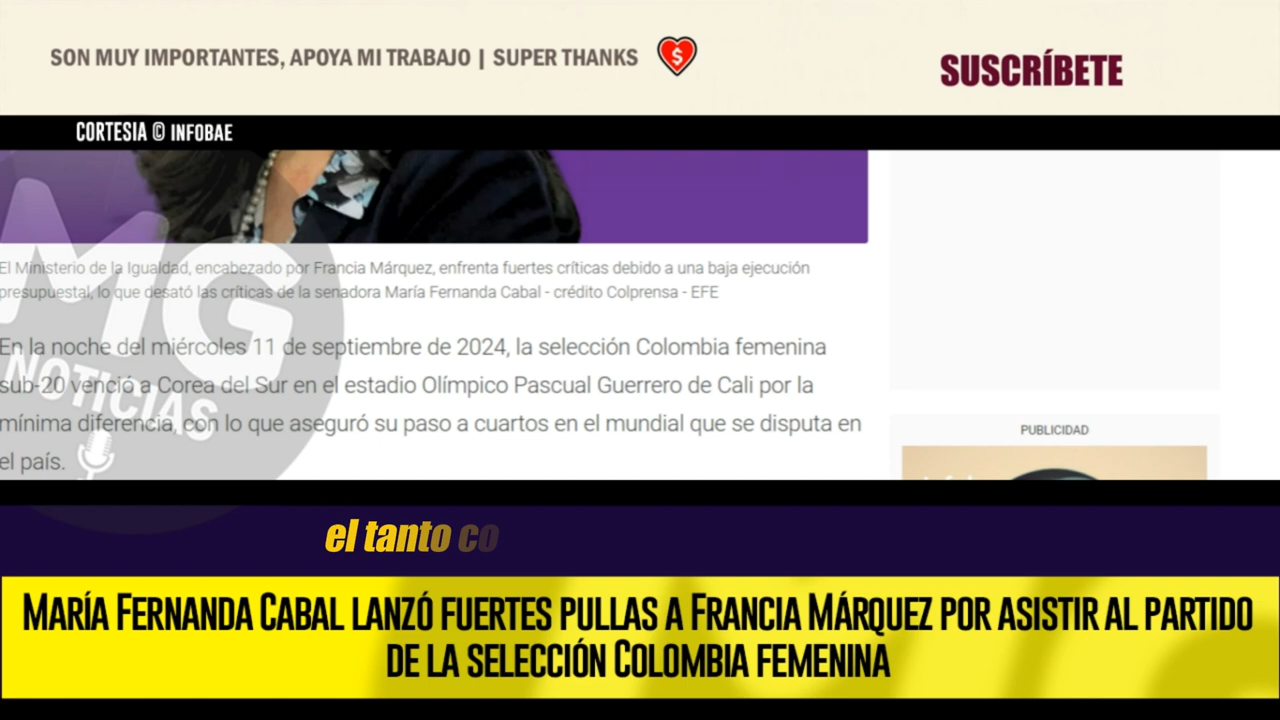 SON MUY IMPORTANTES, APOYA MI TRABAJO | SUPER THANKS
SUSCRÍBETE
CORTESIA © INFOBAE
El Ministerio de la Igualdad, encabezado por Francia Márquez, enfrenta fuertes críticas debido a una baja ejecución
presupuestal, lo que desató las críticas de la senadora María Fernanda Cabal - crédito Colprensa - EFE
En la noche del miércoles 11 de septiembre de 2024, la selección Colombia femenina
sub-20 venció a Corea del Sur en el estadio Olímpico Pascual Guerrero de Cali por la
mínima diferencia, con lo que aseguró su paso a cuartos en el mundial que se disputa en
el país.
MG
NOTICIAS
PUBLICIDAD
el tanto co
MARÍA FERNANDA CABAL LANZÓ FUERTES PULLAS A FRANCIA MÁRQUEZ POR ASISTIR AL PARTIDO
DE LA SELECCIÓN COLOMBIA FEMENINA